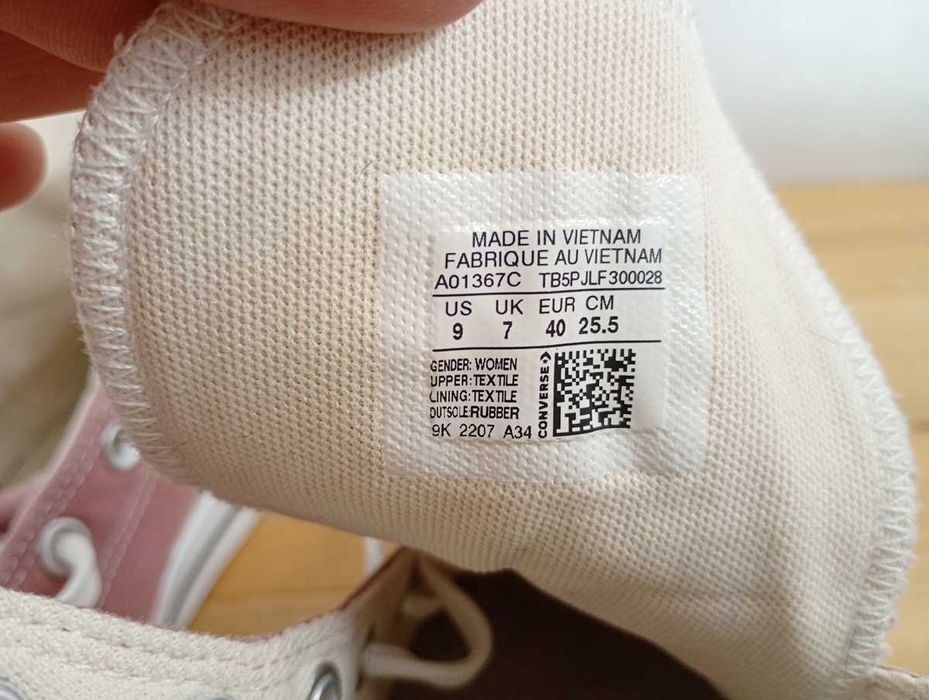 MADE IN VIETNAM
FABRIQUE AU VIETNAM
A01367C TB5PJLF300028
US UK EUR CM
9 7 40 25.5
GENDER: WOMEN
UPPER: TEXTILE
LINING: TEXTILE
OUTSOLE: RUBBER
9K 2207 A34
CONVERSE